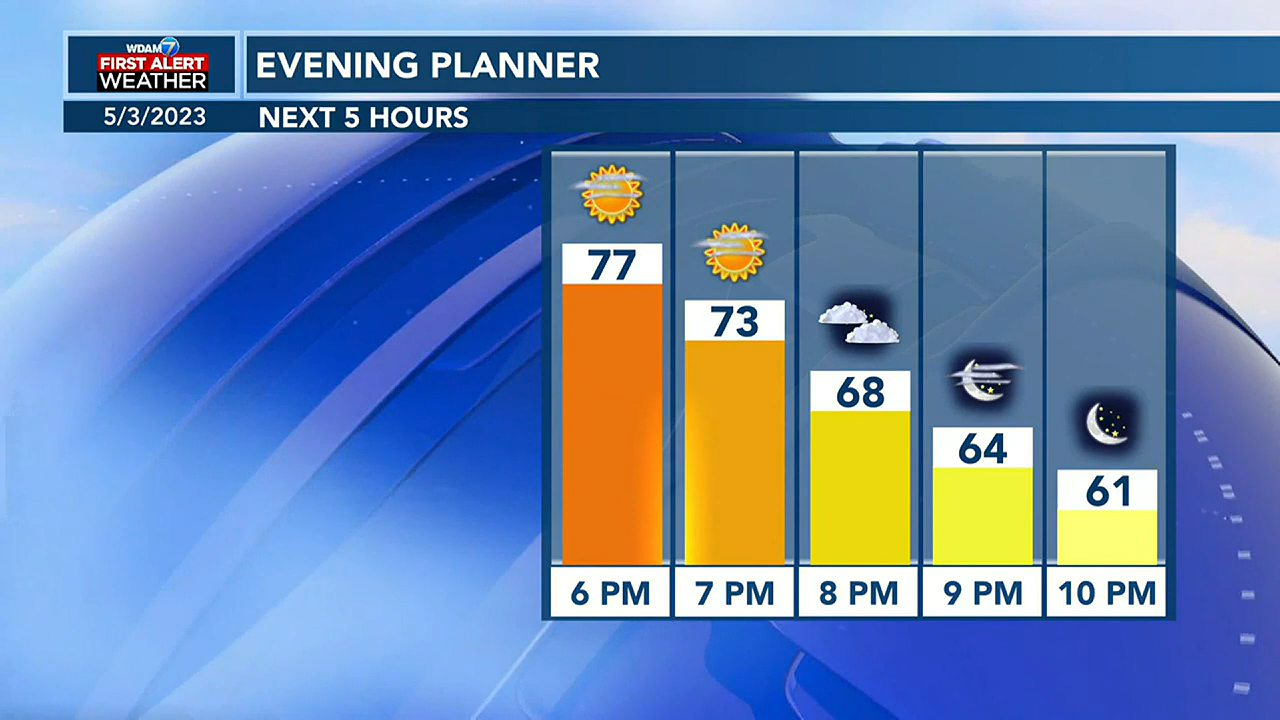 WDAM 7
FIRST ALERT
WEATHER
EVENING PLANNER
5/3/2023
NEXT 5 HOURS
77
73
68
64
61
6 PM
7 PM
8 PM
9 PM
10 PM